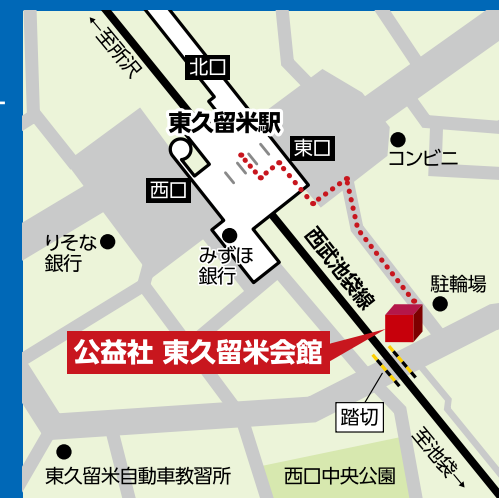 ←至所沢
北口
東久留米駅
東口
コンビニ
西口
りそな
銀行
みずほ
銀行
西武池袋線
駐輪場
公益社 東久留米会館
踏切
至池袋→
東久留米自動車教習所
西口中央公園